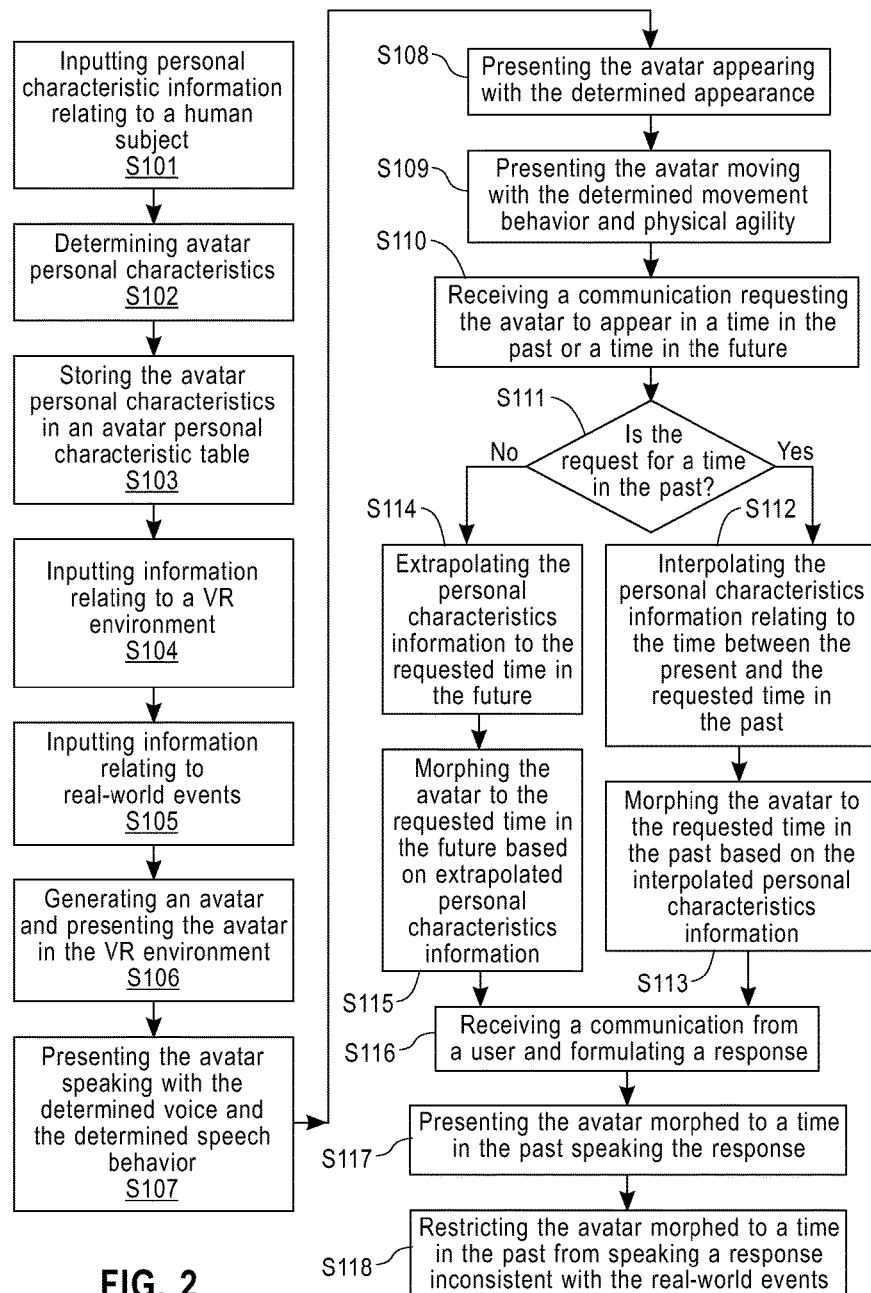 Inputting personal
characteristic information
relating to a human
subject
S101
Determining avatar
personal characteristics
S102
Storing the avatar
personal characteristics
in an avatar personal
characteristic table
S103
Inputting information
relating to a VR
environment
S104
Inputting information
relating to
real-world events
S105
Generating an avatar
and presenting the avatar
in the VR environment
S106
Presenting the avatar
speaking with the
determined voice and
the determined speech
behavior
S107
S108
Presenting the avatar appearing
with the determined appearance
S109
Presenting the avatar moving
with the determined movement
behavior and physical agility
S110
Receiving a communication requesting
the avatar to appear in a time in the
past or a time in the future
S111
Is the
request for a time
in the past?
No
Yes
S114
Extrapolating the
personal
characteristics
information to the
requested time in
the future
S112
Interpolating the
personal characteristics
information relating to
the time between the
present and the
requested time in
the past
Morphing the
avatar to the
requested time in
the future based
on extrapolated
personal
characteristics
information
S115
Morphing the avatar to
the requested time in
the past based on the
interpolated personal
characteristics
information
S113
S116
Receiving a communication from
a user and formulating a response
S117
Presenting the avatar morphed to a time
in the past speaking the response
S118
Restricting the avatar morphed to a time
in the past from speaking a response
inconsistent with the real-world events
FIG. 2